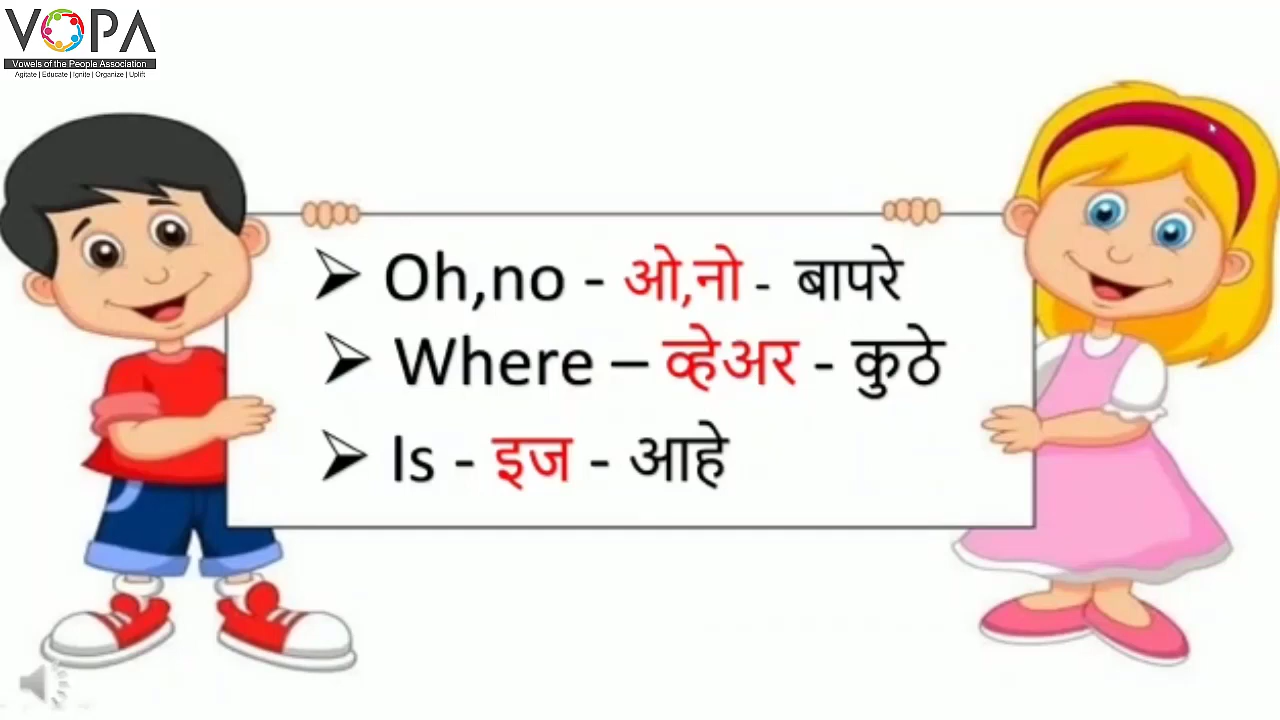 VOPA
Vowels of the People Association
Agitate | Educate | Ignite | Organize | Uplift
➢ Oh,no - ओ,नो - बापरे
➢ Where – व्हेअर - कुठे
➢ Is - इज - आहे